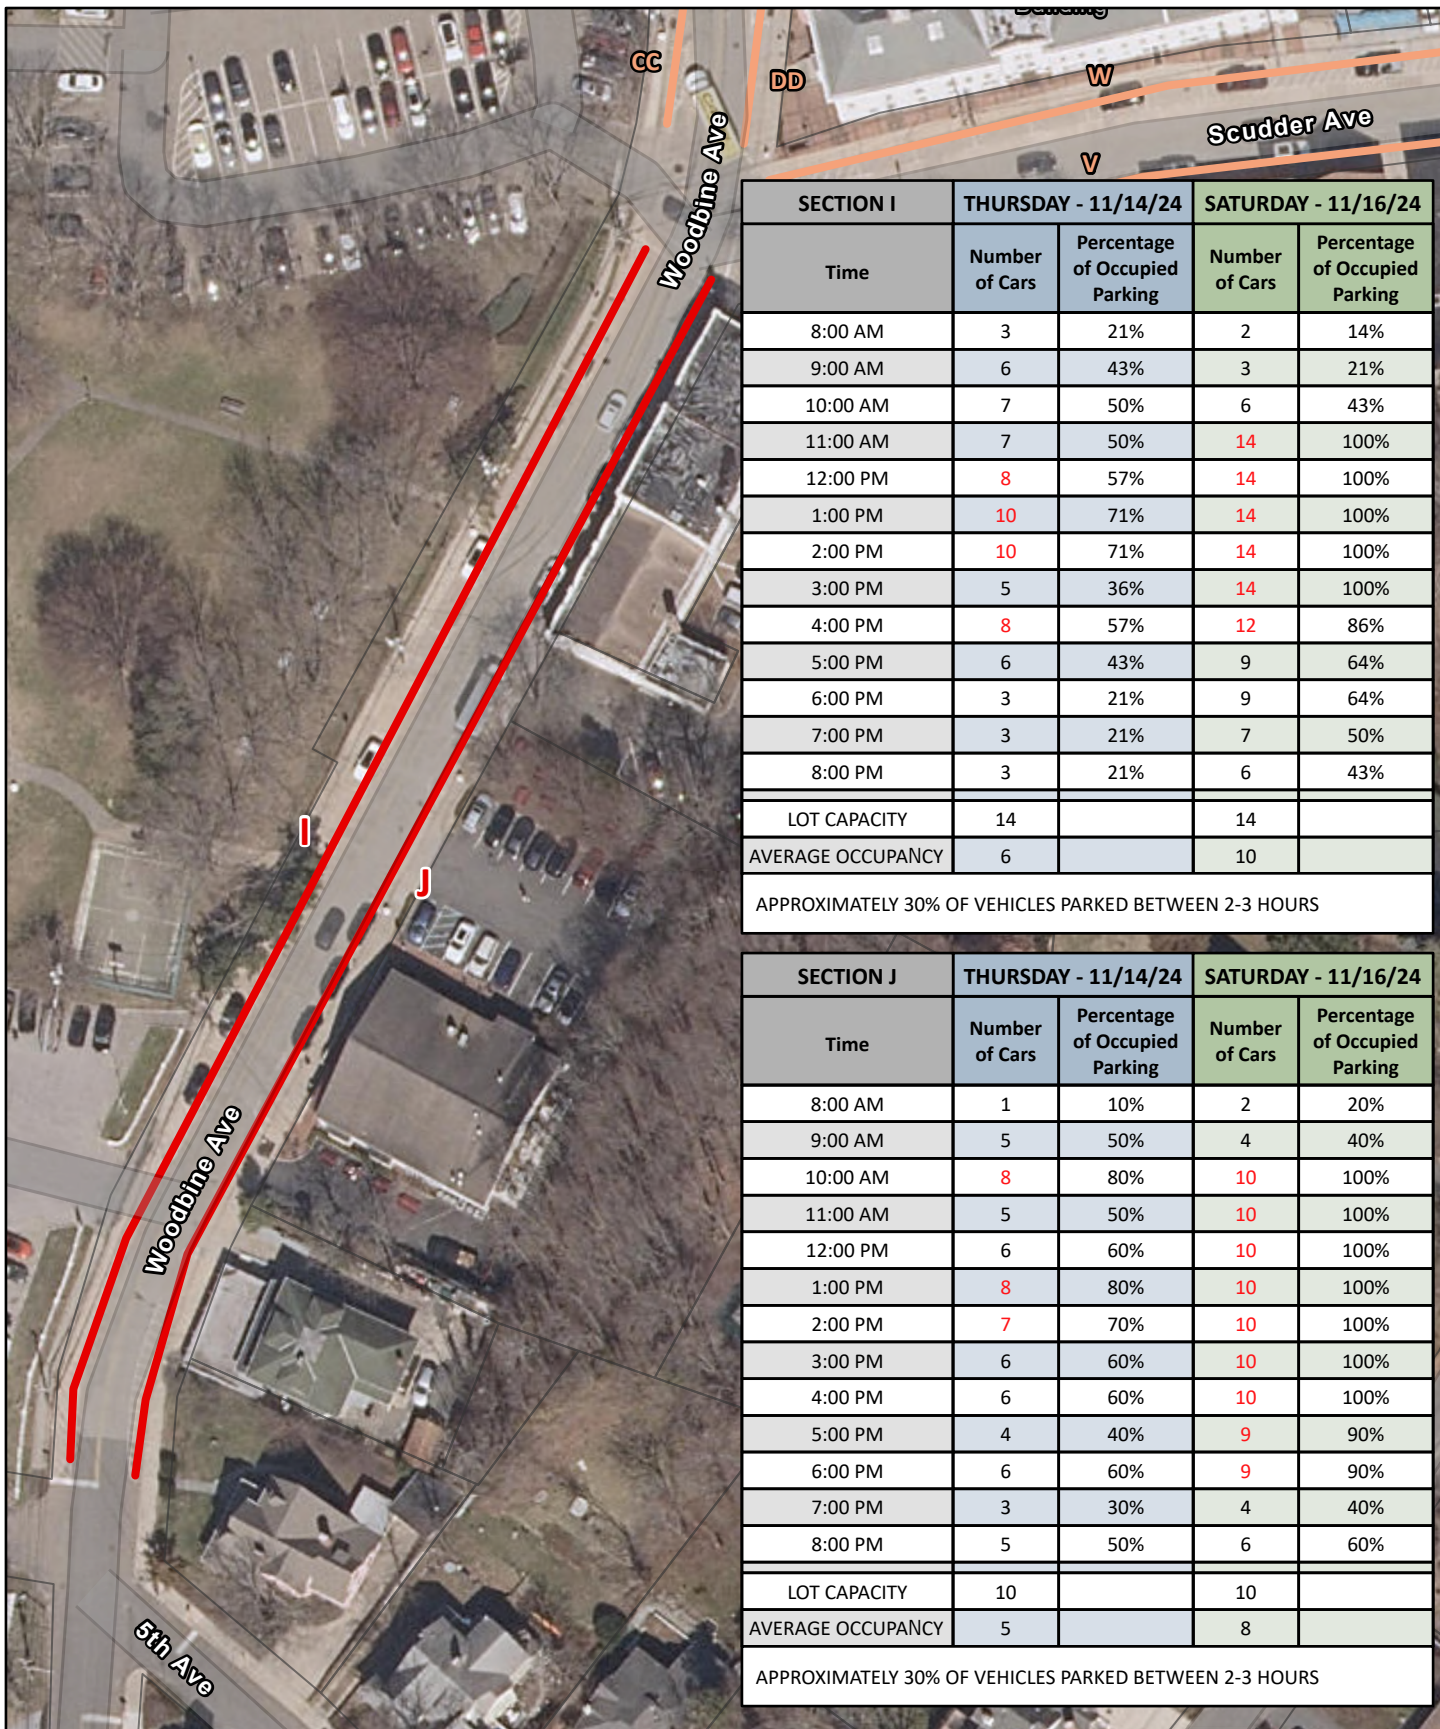 Building
CC
DD
W
V
Scudder Ave
Woodbine Ave
I
J
Woodbine Ave
5th Ave
SECTION I THURSDAY - 11/14/24 SATURDAY - 11/16/24
Time Number of Cars Percentage of Occupied Parking Number of Cars Percentage of Occupied Parking
8:00 AM 3 21% 2 14%
9:00 AM 6 43% 3 21%
10:00 AM 7 50% 6 43%
11:00 AM 7 50% 14 100%
12:00 PM 8 57% 14 100%
1:00 PM 10 71% 14 100%
2:00 PM 10 71% 14 100%
3:00 PM 5 36% 14 100%
4:00 PM 8 57% 12 86%
5:00 PM 6 43% 9 64%
6:00 PM 3 21% 9 64%
7:00 PM 3 21% 7 50%
8:00 PM 3 21% 6 43%
LOT CAPACITY 14 14
AVERAGE OCCUPANCY 6 10
APPROXIMATELY 30% OF VEHICLES PARKED BETWEEN 2-3 HOURS
SECTION J THURSDAY - 11/14/24 SATURDAY - 11/16/24
Time Number of Cars Percentage of Occupied Parking Number of Cars Percentage of Occupied Parking
8:00 AM 1 10% 2 20%
9:00 AM 5 50% 4 40%
10:00 AM 8 80% 10 100%
11:00 AM 5 50% 10 100%
12:00 PM 6 60% 10 100%
1:00 PM 8 80% 10 100%
2:00 PM 7 70% 10 100%
3:00 PM 6 60% 10 100%
4:00 PM 6 60% 10 100%
5:00 PM 4 40% 9 90%
6:00 PM 6 60% 9 90%
7:00 PM 3 30% 4 40%
8:00 PM 5 50% 6 60%
LOT CAPACITY 10 10
AVERAGE OCCUPANCY 5 8
APPROXIMATELY 30% OF VEHICLES PARKED BETWEEN 2-3 HOURS